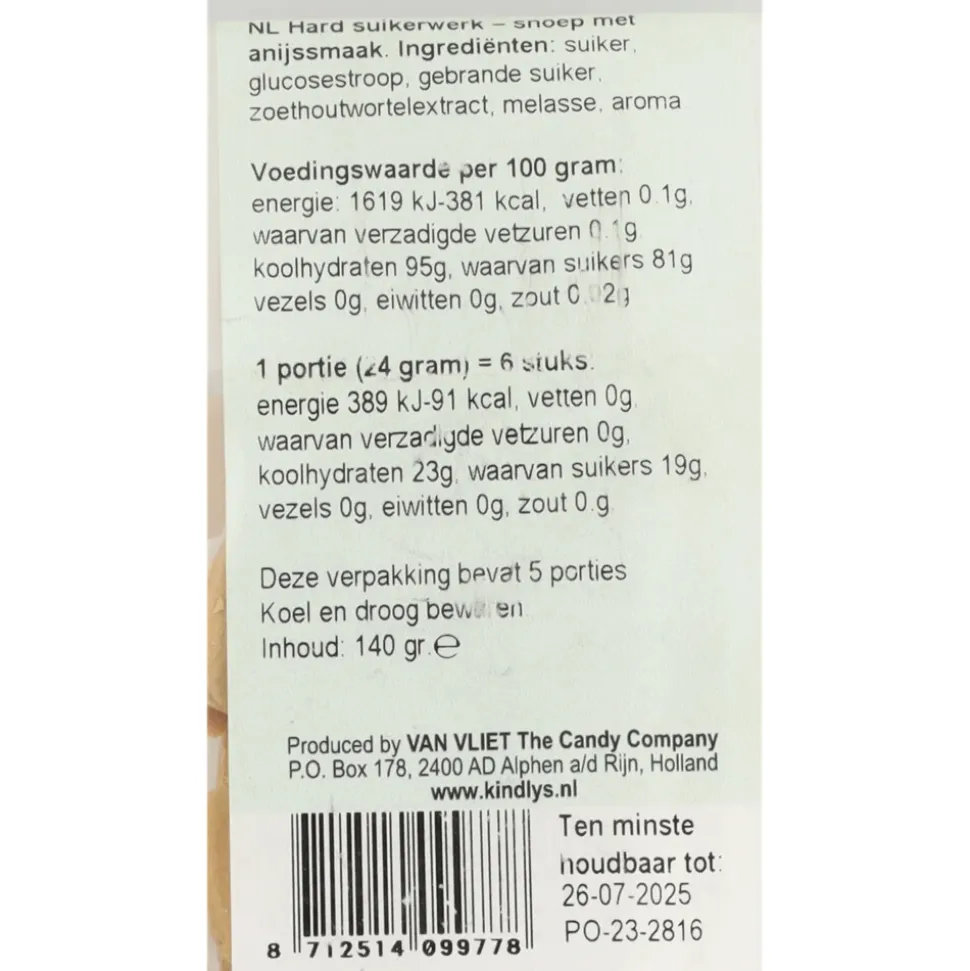 NL Hard suikerwerk – snoep met
anijssmaak. Ingrediënten: suiker,
glucosestroop, gebrande suiker,
zoethoutwortelextract, melasse, aroma
Voedingswaarde per 100 gram:
energie: 1619 kJ-381 kcal, vetten 0.1g,
waarvan verzadigde vetzuren 0.1g
koolhydraten 95g, waarvan suikers 81g
vezels 0g, eiwitten 0g, zout
1 portie (24 gram) = 6 stuks.
energie 389 kJ-91 kcal, vetten 0g,
waarvan verzadigde vetzuren 0g,
koolhydraten 23g, waarvan suikers 19g,
vezels 0g, eiwitten 0g, zout 0.g
Deze verpakking bevat 5 porties
Koel en droog bewaren
Inhoud: 140 gr.℮
Produced by VAN VLIET The Candy Company
P.O. Box 178, 2400 AD Alphen a/d Rijn, Holland
www.kindlys.nl
Ten minste
houdbaar tot:
26-07-2025
PO-23-2816
8 712514 099778